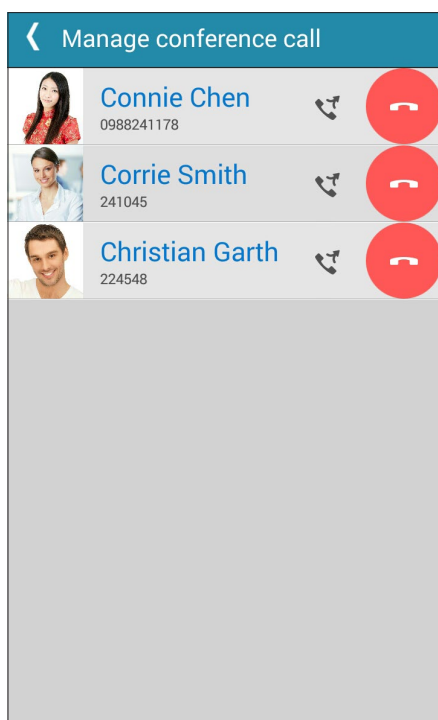 Manage conference call
Connie Chen
0988241178
Corrie Smith
241045
Christian Garth
224548